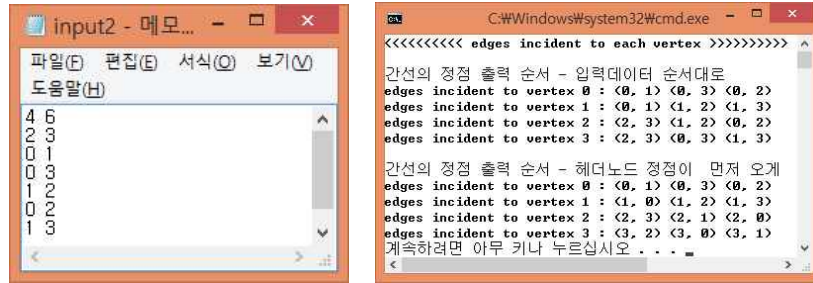 input2 - 메모...
파일(F) 편집(E) 서식(O) 보기(V)
도움말(H)
4 6
2 3
0 1
0 3
1 2
0 2
1 3
C:\Windows\system32\cmd.exe
<<<<<<<<<< edges incident to each vertex >>>>>>>>>>
간선의 정점 출력 순서 - 입력데이터 순서대로
edges incident to vertex 0 : (0, 1) (0, 3) (0, 2)
edges incident to vertex 1 : (0, 1) (1, 2) (1, 3)
edges incident to vertex 2 : (2, 3) (1, 2) (0, 2)
edges incident to vertex 3 : (2, 3) (0, 3) (1, 3)
간선의 정점 출력 순서 - 헤더노드 정점이 먼저 오게
edges incident to vertex 0 : (0, 1) (0, 3) (0, 2)
edges incident to vertex 1 : (1, 0) (1, 2) (1, 3)
edges incident to vertex 2 : (2, 3) (2, 1) (2, 0)
edges incident to vertex 3 : (3, 2) (3, 0) (3, 1)
계속하려면 아무 키나 누르십시오 . . .